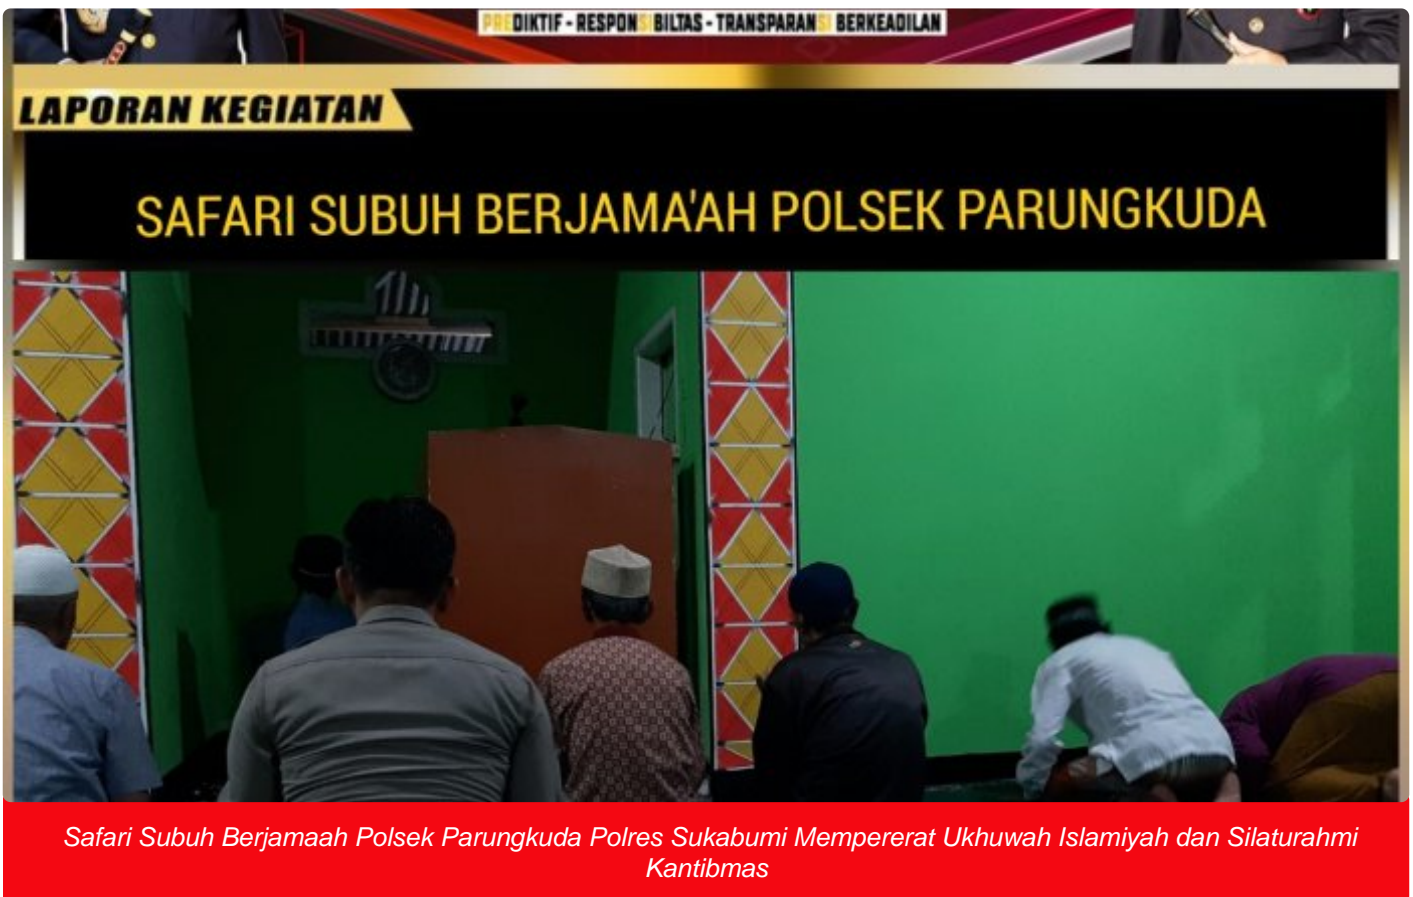 PREDIKTIF - RESPONSIBILTAS - TRANSPARANSI BERKEADILAN
LAPORAN KEGIATAN
SAFARI SUBUH BERJAMA'AH POLSEK PARUNGKUDA
Safari Subuh Berjamaah Polsek Parungkuda Polres Sukabumi Mempererat Ukhuwah Islamiyah dan Silaturahmi
Kantibmas